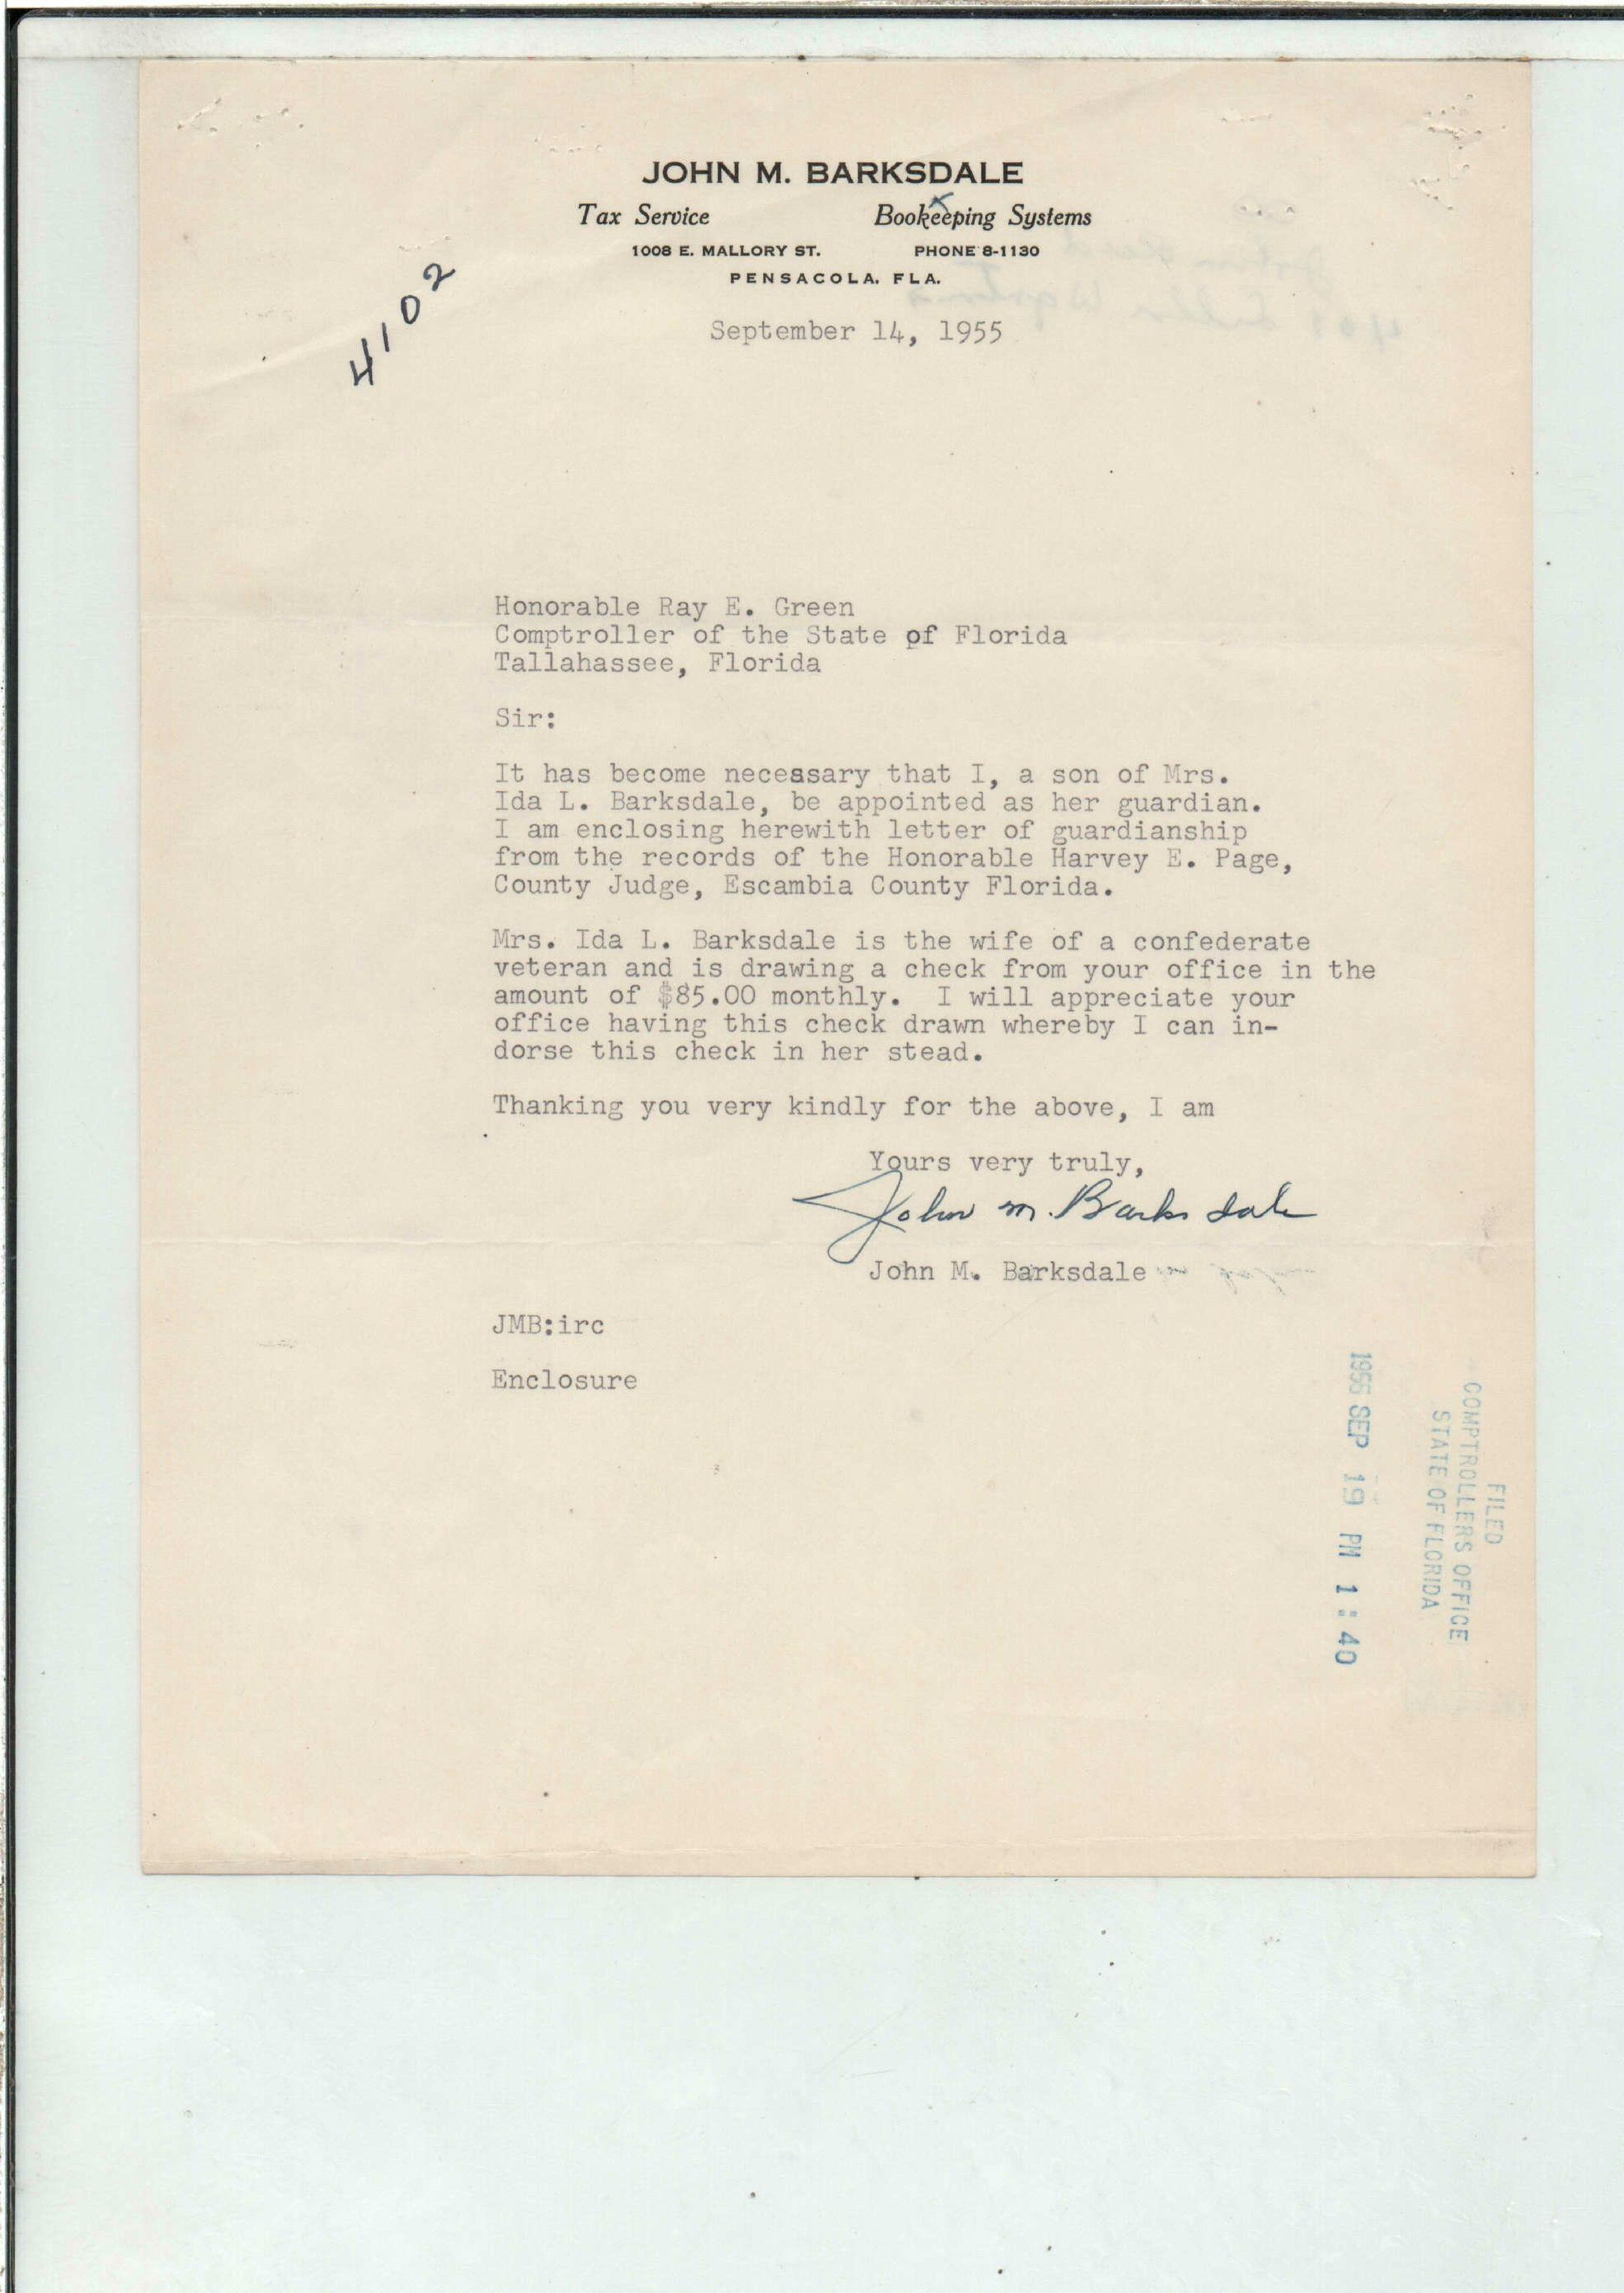 JOHN M. BARKSDALE
Tax Service Bookkeeping Systems
1008 E. MALLORY ST. PHONE 8-1130
PENSACOLA, FLA.
4102
September 14, 1955
Honorable Ray E. Green
Comptroller of the State of Florida
Tallahassee, Florida
Sir:
It has become necessary that I, a son of Mrs.
Ida L. Barksdale, be appointed as her guardian.
I am enclosing herewith letter of guardianship
from the records of the Honorable Harvey E. Page,
County Judge, Escambia County Florida.
Mrs. Ida L. Barksdale is the wife of a confederate
veteran and is drawing a check from your office in the
amount of $85.00 monthly. I will appreciate your
office having this check drawn whereby I can in-
dorse this check in her stead.
Thanking you very kindly for the above, I am
Yours very truly,
John M. Barksdale
John M. Barksdale
JMB:irc
Enclosure
FILED
COMPTROLLERS OFFICE
STATE OF FLORIDA
1955 SEP 19 PM 1:40